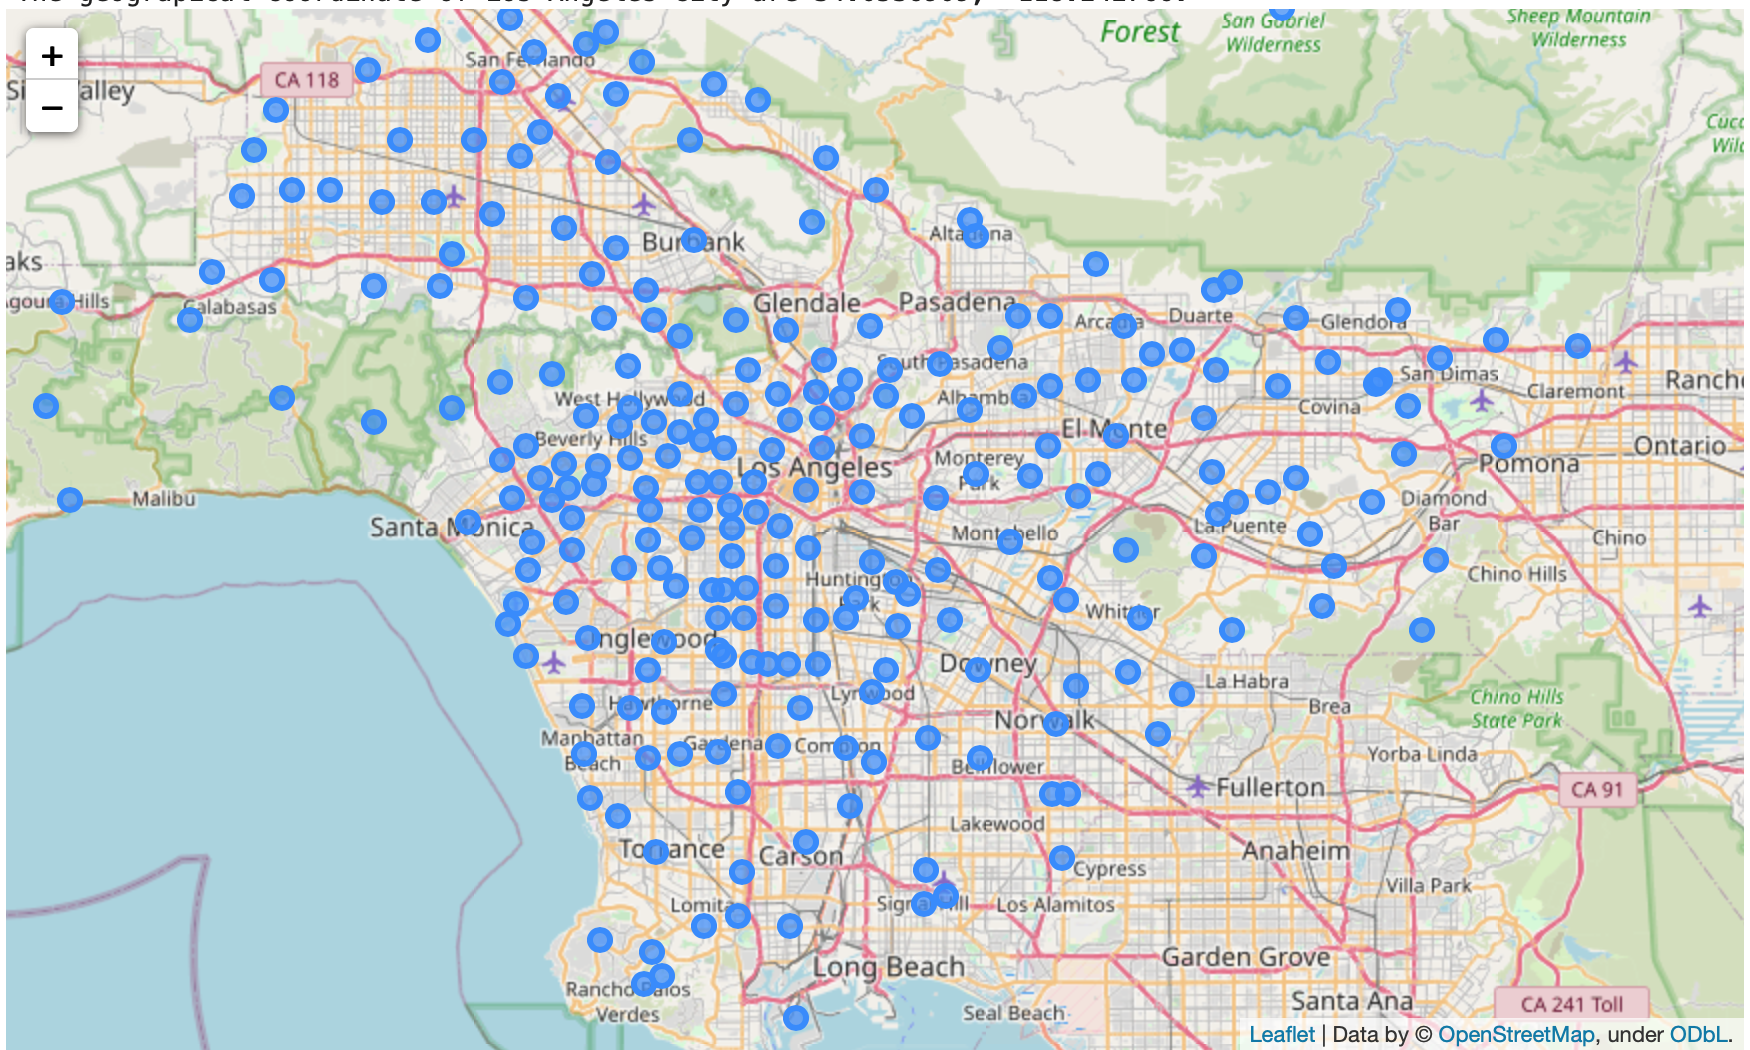 +
−
CA 118
San Fernando
Forest
San Gabriel
Wilderness
Sheep Mountain
Wilderness
Burbank
Altadena
Agoura Hills
Calabasas
Glendale
Pasadena
Arcadia
Duarte
Glendora
South Pasadena
San Dimas
Claremont
West Hollywood
Alhambra
Covina
Beverly Hills
El Monte
Ontario
Los Angeles
Monterey
Park
Pomona
Malibu
Diamond
Bar
Santa Monica
Montebello
La Puente
Chino
Huntington
Park
Chino Hills
Whittier
Inglewood
Downey
La Habra
Chino Hills
State Park
Hawthorne
Lynwood
Norwalk
Brea
Manhattan
Beach
Gardena
Compton
Bellflower
Yorba Linda
Fullerton
CA 91
Lakewood
Torrance
Carson
Cypress
Anaheim
Villa Park
Lomita
Signal Hill
Los Alamitos
Garden Grove
Long Beach
Rancho Palos
Verdes
Seal Beach
Santa Ana
CA 241 Toll
Leaflet | Data by © OpenStreetMap, under ODbL.